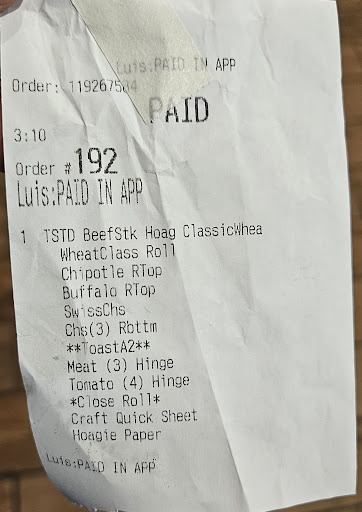 Luis:PAID IN APP
Order: 119267504
PAID
3:10
Order # 192
Luis:PAID IN APP
1 TSTD BeefStk Hoag ClassicWhea
WheatClass Roll
Chipotle RTop
Buffalo RTop
SwissChs
Chs(3) Rbttm
**ToastA2**
Meat (3) Hinge
Tomato (4) Hinge
*Close Roll*
Craft Quick Sheet
Hoagie Paper
Luis:PAID IN APP